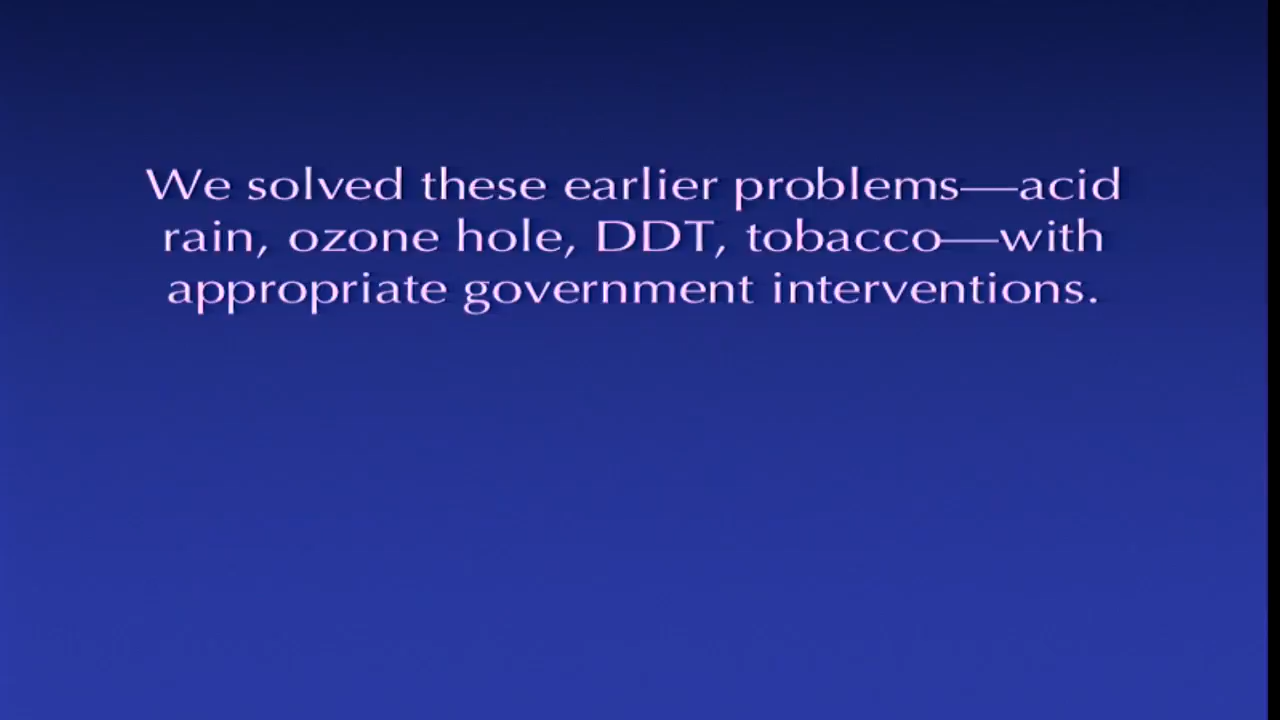 We solved these earlier problems—acid
rain, ozone hole, DDT, tobacco—with
appropriate government interventions.